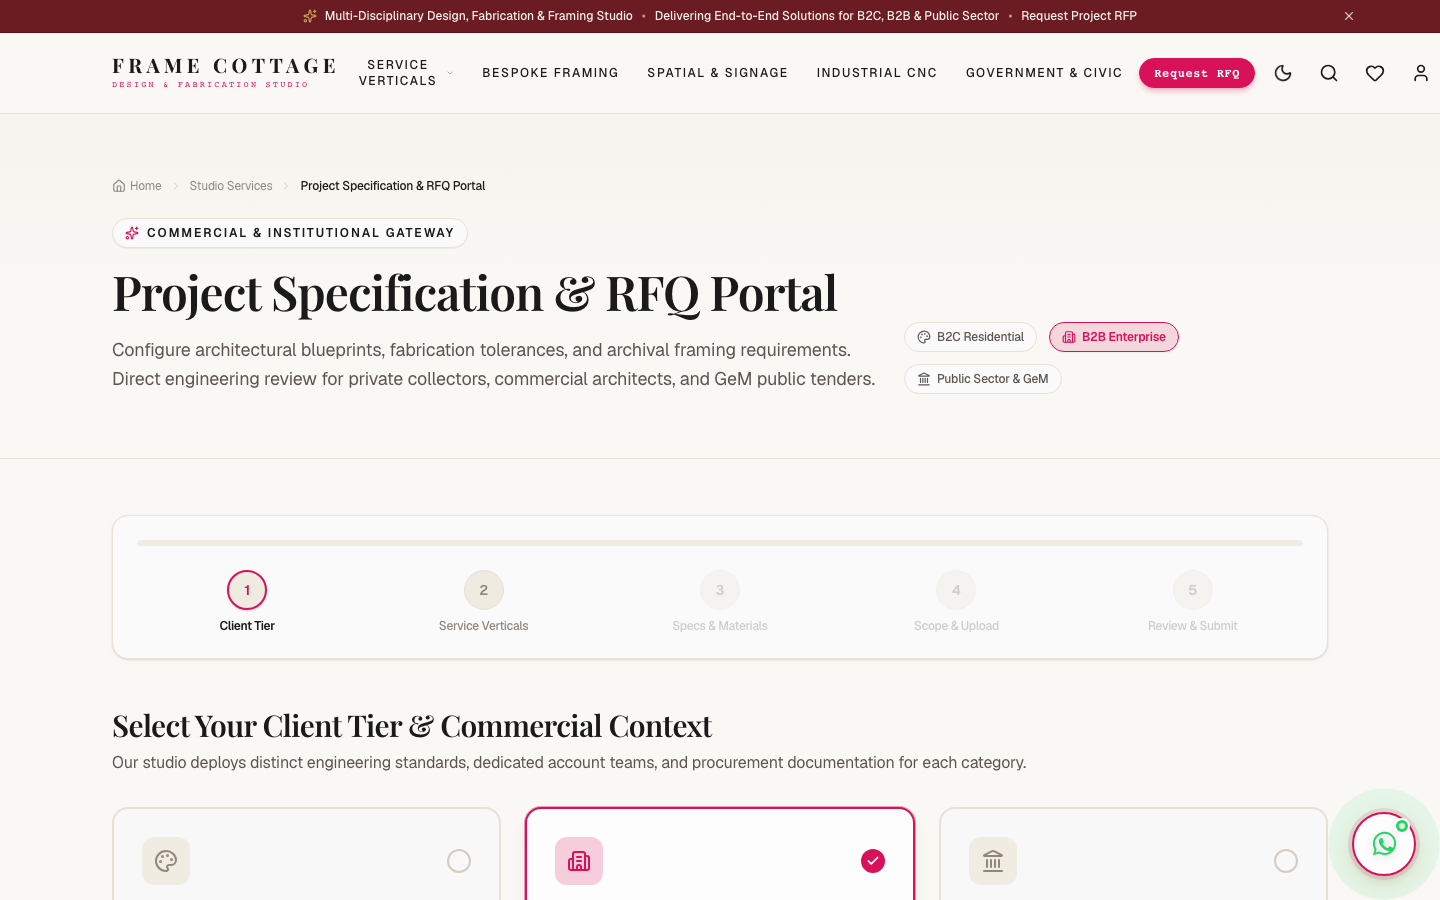 Multi-Disciplinary Design, Fabrication & Framing Studio • Delivering End-to-End Solutions for B2C, B2B & Public Sector • Request Project RFP
FRAME COTTAGE
DESIGN & FABRICATION STUDIO
SERVICE
VERTICALS
BESPOKE FRAMING
SPATIAL & SIGNAGE
INDUSTRIAL CNC
GOVERNMENT & CIVIC
Request RFQ
Home
Studio Services
Project Specification & RFQ Portal
COMMERCIAL & INSTITUTIONAL GATEWAY
Project Specification & RFQ Portal
Configure architectural blueprints, fabrication tolerances, and archival framing requirements.
Direct engineering review for private collectors, commercial architects, and GeM public tenders.
B2C Residential
B2B Enterprise
Public Sector & GeM
1
2
3
4
5
Client Tier
Service Verticals
Specs & Materials
Scope & Upload
Review & Submit
Select Your Client Tier & Commercial Context
Our studio deploys distinct engineering standards, dedicated account teams, and procurement documentation for each category.